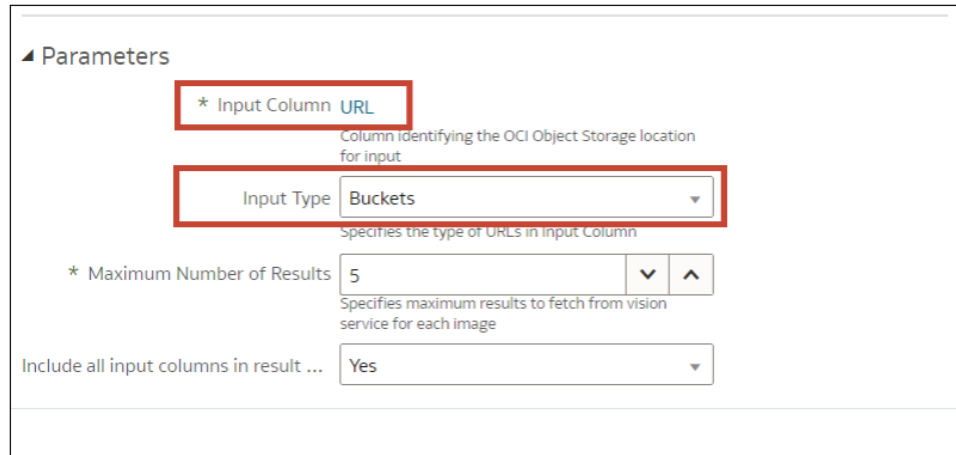 Parameters
* Input Column URL
Column identifying the OCI Object Storage location
for input
Input Type Buckets
Specifies the type of URLs in Input Column
* Maximum Number of Results 5
Specifies maximum results to fetch from vision
service for each image
Include all input columns in result ... Yes